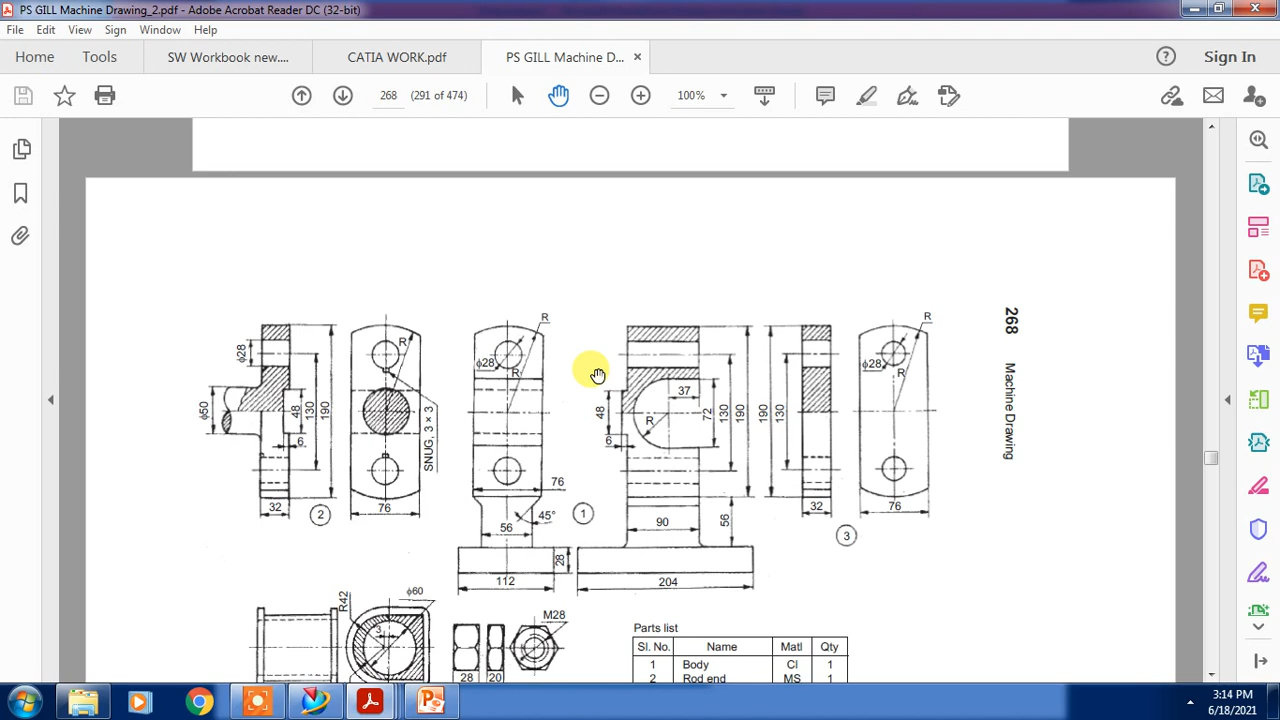 PS GILL Machine Drawing_2.pdf - Adobe Acrobat Reader DC (32-bit)
File Edit View Sign Window Help
Home Tools SW Workbook new.... CATIA WORK.pdf PS GILL Machine D... × ? Sign In
268 (291 of 474) 100%
268 Machine Drawing
ϕ28
ϕ50
48
130
190
6
32
2
R
SNUG, 3 × 3
76
R
ϕ28
R
76
45°
56
28
112
1
37
48
R
6
72
130
190
90
56
204
190
130
32
3
R
ϕ28
R
76
R42
ϕ60
3
M28
28 20
Parts list
Sl. No. Name Matl Qty
1 Body CI 1
2 Rod end MS 1
3:14 PM
6/18/2021